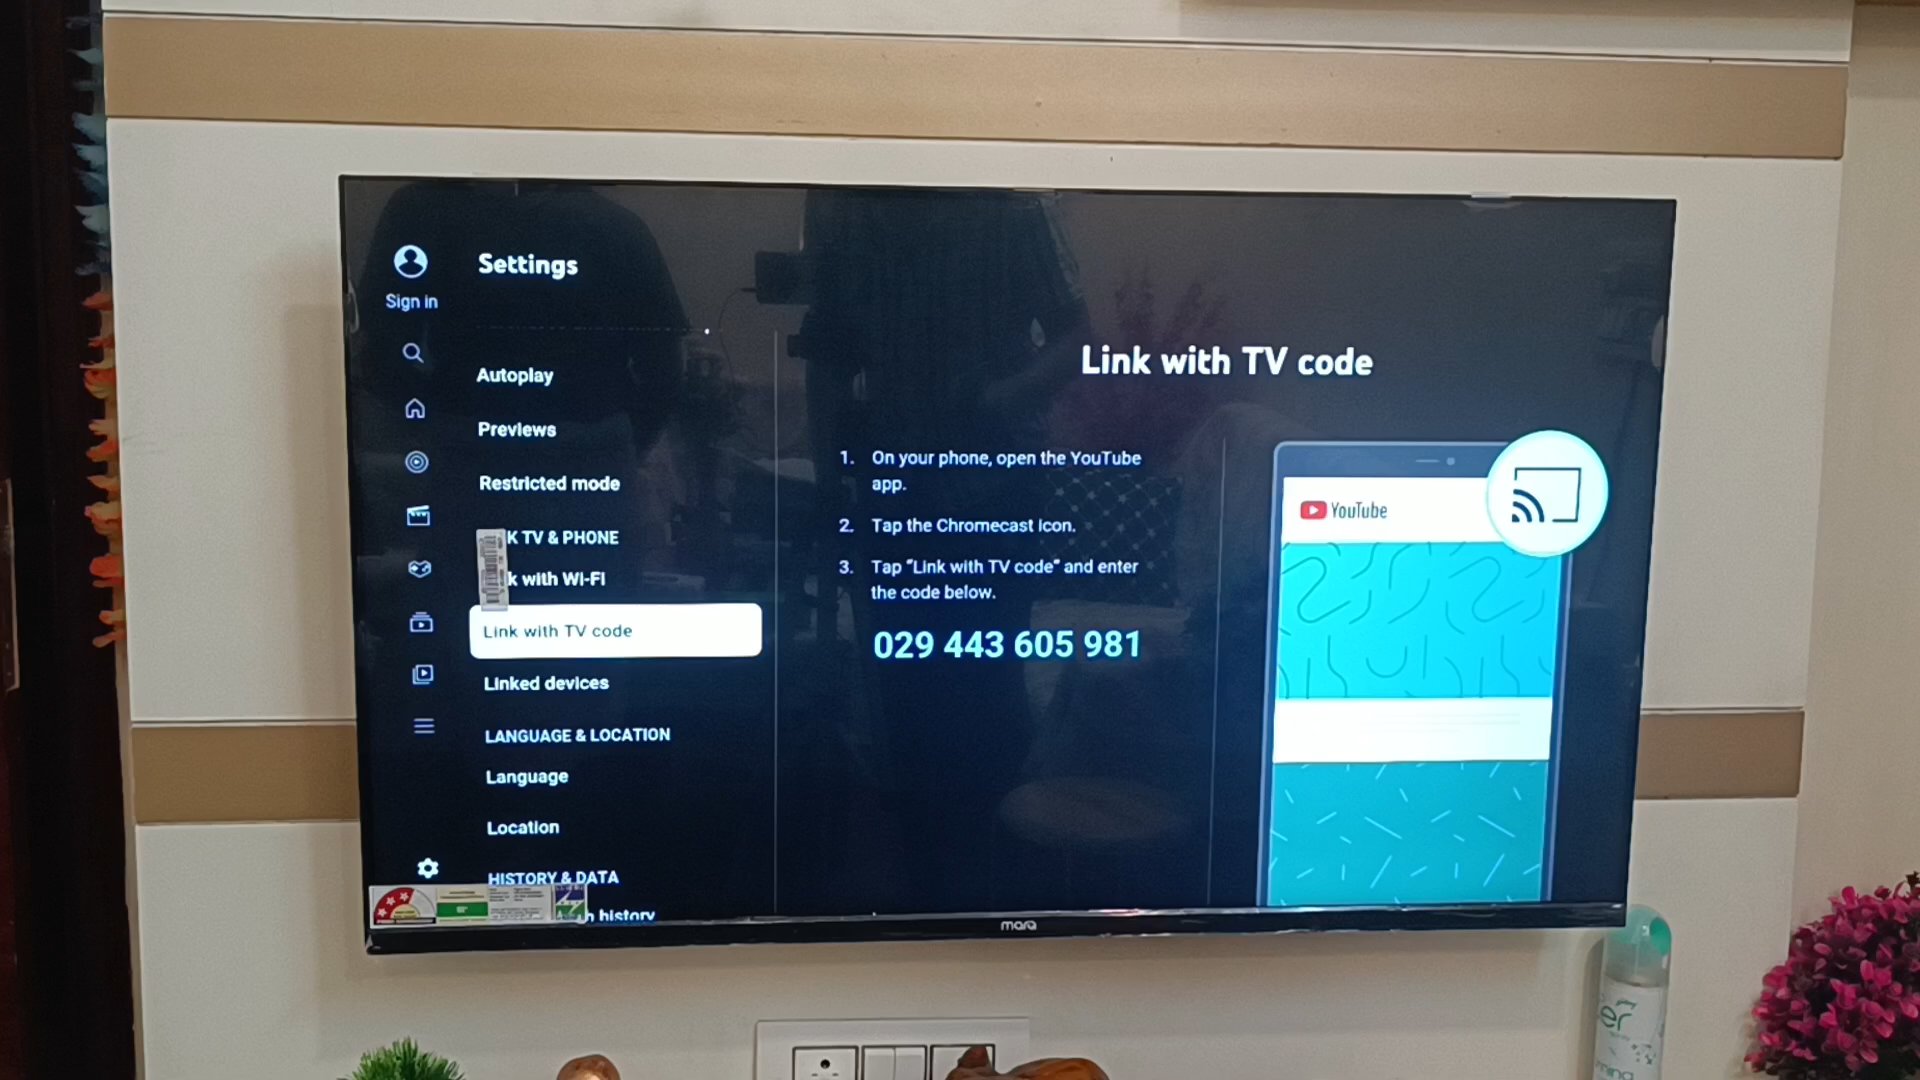 Settings
Sign in
Autoplay
Previews
Restricted mode
K TV & PHONE
k with Wi-Fi
Link with TV code
Linked devices
LANGUAGE & LOCATION
Language
Location
HISTORY & DATA
h history
Link with TV code
1. On your phone, open the YouTube
app.
2. Tap the Chromecast icon.
3. Tap "Link with TV code" and enter
the code below.
029 443 605 981
YouTube
marq
er